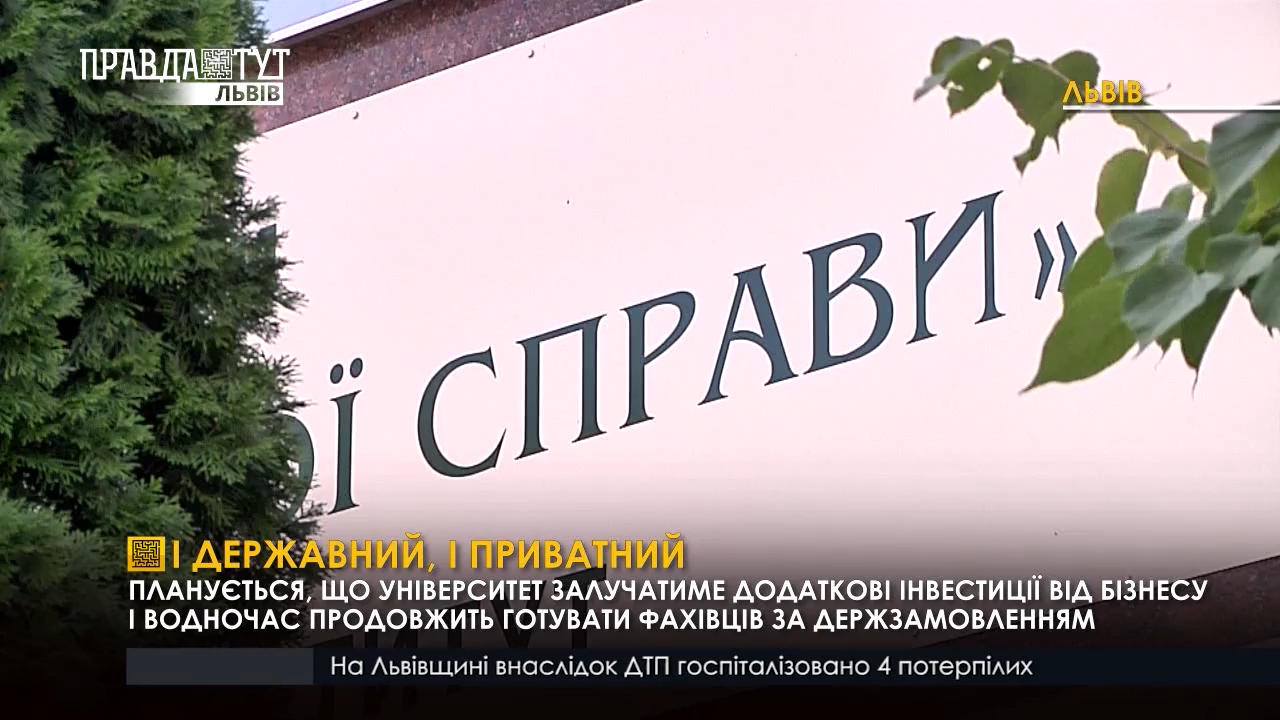 ПРАВДА ТУТ
ЛЬВІВ
ЛЬВІВ
СПРАВИ»
І ДЕРЖАВНИЙ, І ПРИВАТНИЙ
ПЛАНУЄТЬСЯ, ЩО УНІВЕРСИТЕТ ЗАЛУЧАТИМЕ ДОДАТКОВІ ІНВЕСТИЦІЇ ВІД БІЗНЕСУ
І ВОДНОЧАС ПРОДОВЖИТЬ ГОТУВАТИ ФАХІВЦІВ ЗА ДЕРЖЗАМОВЛЕННЯМ
На Львівщині внаслідок ДТП госпіталізовано 4 потерпілих